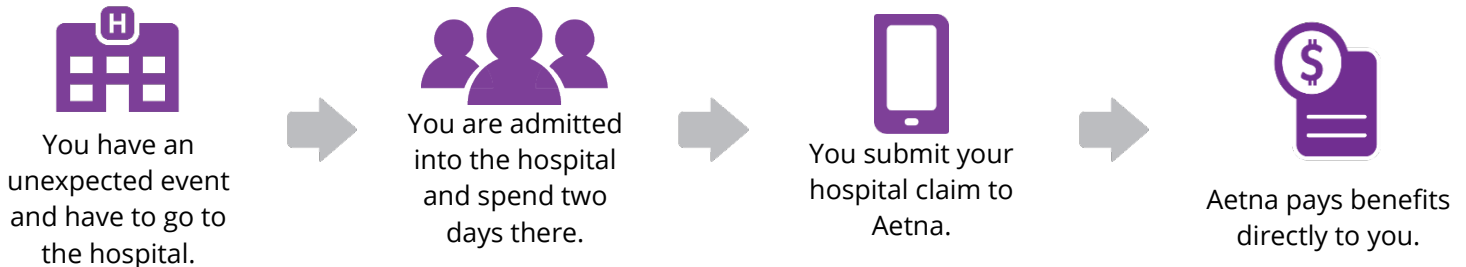 H
You have an
unexpected event
and have to go to
the hospital.
You are admitted
into the hospital
and spend two
days there.
You submit your
hospital claim to
Aetna.
$
Aetna pays benefits
directly to you.